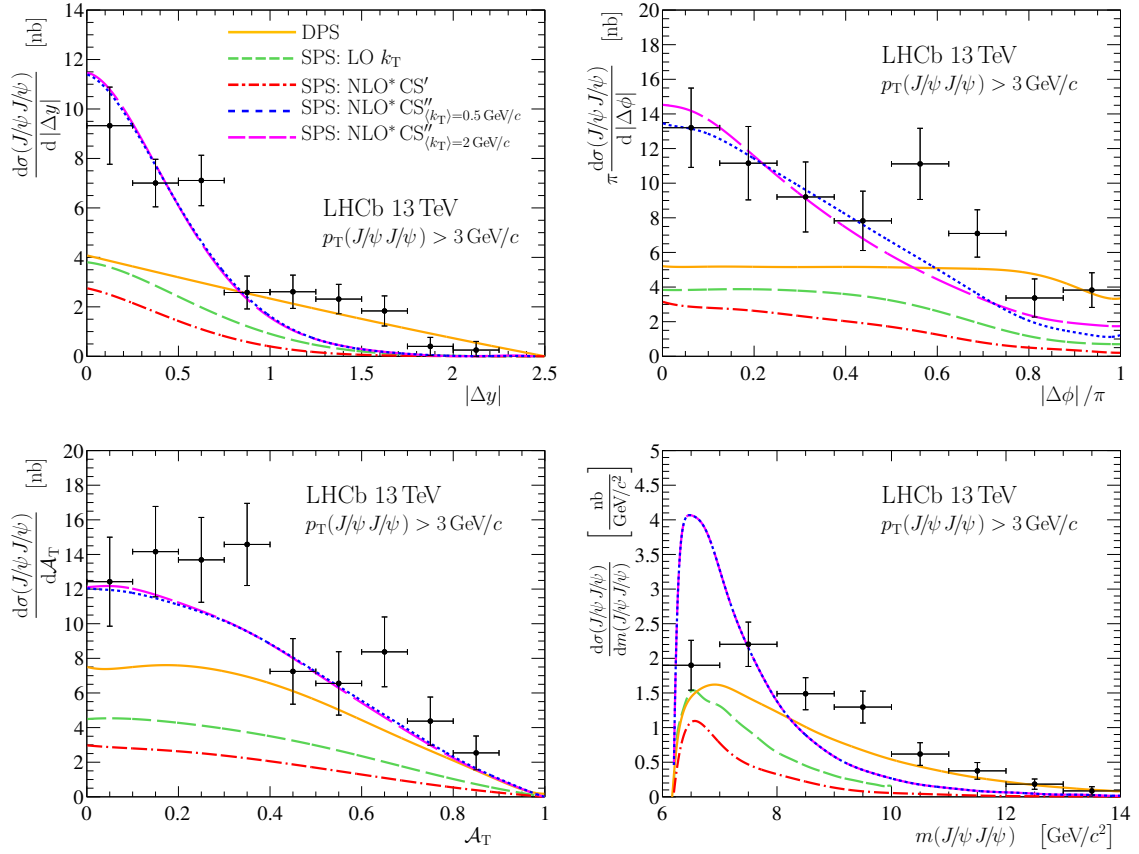 dσ(J/ψ J/ψ) / d |Δy| [nb]
14
12
10
8
6
4
2
0
DPS
SPS: LO k_T
SPS: NLO* CS′
SPS: NLO* CS″_⟨k_T⟩=0.5 GeV/c
SPS: NLO* CS″_⟨k_T⟩=2 GeV/c
LHCb 13 TeV
p_T(J/ψ J/ψ) > 3 GeV/c
0 0.5 1 1.5 2 2.5
|Δy|
π dσ(J/ψ J/ψ) / d |Δϕ| [nb]
20
18
16
14
12
10
8
6
4
2
0
LHCb 13 TeV
p_T(J/ψ J/ψ) > 3 GeV/c
0 0.2 0.4 0.6 0.8 1
|Δϕ| /π
dσ(J/ψ J/ψ) / dA_T [nb]
20
18
16
14
12
10
8
6
4
2
0
LHCb 13 TeV
p_T(J/ψ J/ψ) > 3 GeV/c
0 0.2 0.4 0.6 0.8 1
A_T
dσ(J/ψ J/ψ) / dm(J/ψ J/ψ) [nb / GeV/c²]
5
4.5
4
3.5
3
2.5
2
1.5
1
0.5
0
LHCb 13 TeV
p_T(J/ψ J/ψ) > 3 GeV/c
6 8 10 12 14
m(J/ψ J/ψ) [GeV/c²]